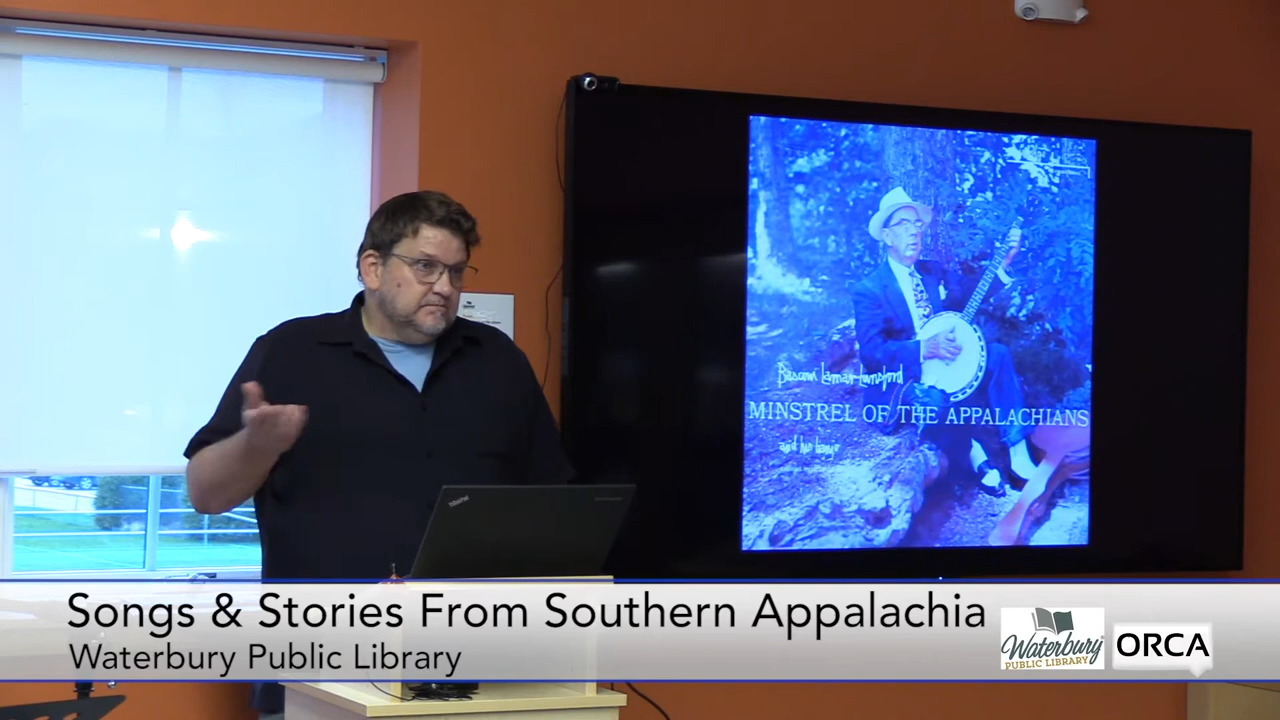 Bascom Lamar Lunsford
MINSTREL OF THE APPALACHIANS
and his banjo
ThinkPad
Songs & Stories From Southern Appalachia
Waterbury Public Library
Waterbury
PUBLIC LIBRARY
ORCA